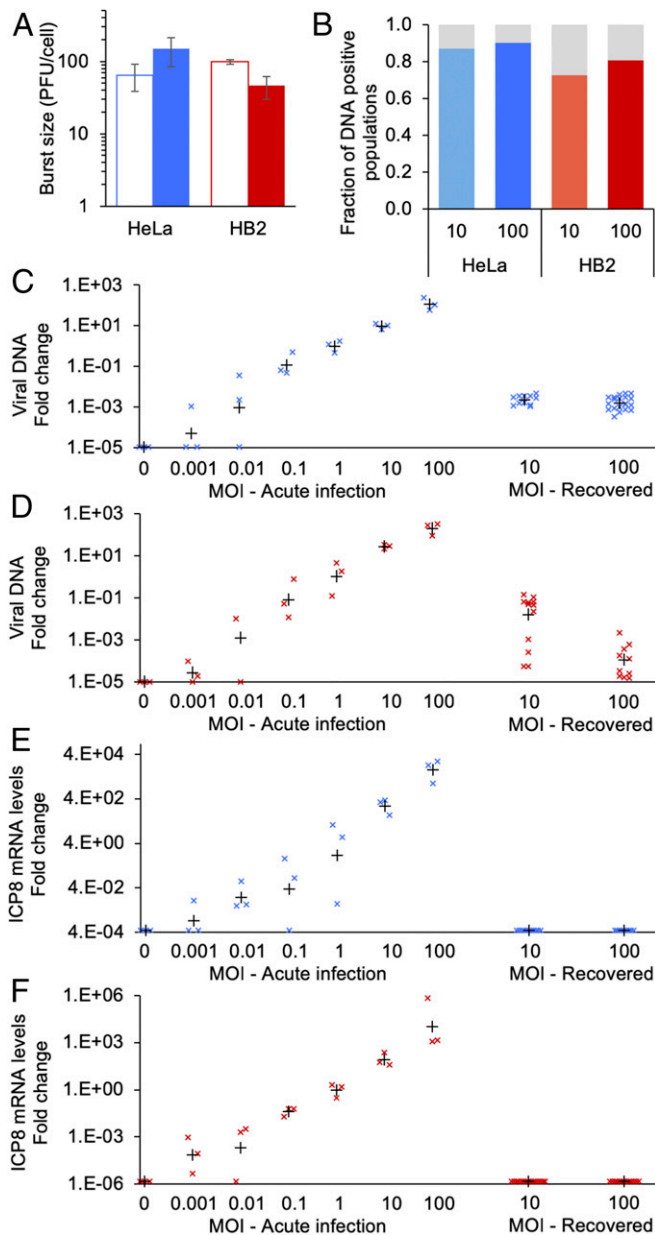 A
Burst size (PFU/cell)
100
10
1
HeLa HB2
B
Fraction of DNA positive
populations
1.0
0.8
0.6
0.4
0.2
0.0
10 100 10 100
HeLa HB2
C
Viral DNA
Fold change
1.E+03
1.E+01
1.E-01
1.E-03
1.E-05
0 0.001 0.01 0.1 1 10 100 10 100
MOI - Acute infection MOI - Recovered
D
Viral DNA
Fold change
1.E+03
1.E+01
1.E-01
1.E-03
1.E-05
0 0.001 0.01 0.1 1 10 100 10 100
MOI - Acute infection MOI - Recovered
E
ICP8 mRNA levels
Fold change
4.E+04
4.E+02
4.E+00
4.E-02
4.E-04
0 0.001 0.01 0.1 1 10 100 10 100
MOI - Acute infection MOI - Recovered
F
ICP8 mRNA levels
Fold change
1.E+06
1.E+03
1.E+00
1.E-03
1.E-06
0 0.001 0.01 0.1 1 10 100 10 100
MOI - Acute infection MOI - Recovered